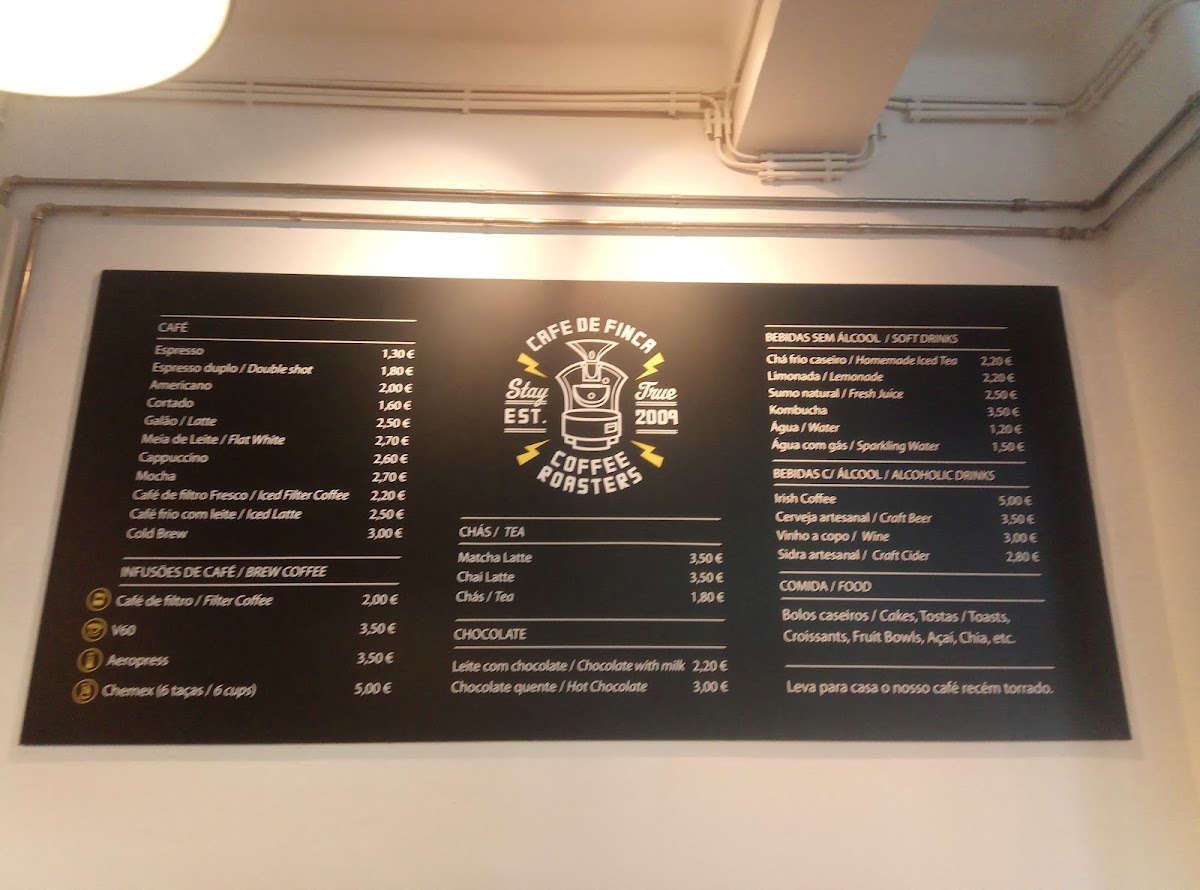 CAFÉ
Espresso 1,30 €
Espresso duplo / Double shot 1,80 €
Americano 2,00 €
Cortado 1,60 €
Galão / Latte 2,50 €
Meia de Leite / Flat White 2,70 €
Cappuccino 2,60 €
Mocha 2,70 €
Café de filtro Fresco / Iced Filter Coffee 2,20 €
Café frio com leite / Iced Latte 2,50 €
Cold Brew 3,00 €
INFUSÕES DE CAFÉ / BREW COFFEE
Café de filtro / Filter Coffee 2,00 €
V60 3,50 €
Aeropress 3,50 €
Chemex (6 taças / 6 cups) 5,00 €
CAFE DE FINCA
Stay True
EST. 2009
COFFEE
ROASTERS
CHÁS / TEA
Matcha Latte 3,50 €
Chai Latte 3,50 €
Chás / Tea 1,80 €
CHOCOLATE
Leite com chocolate / Chocolate with milk 2,20 €
Chocolate quente / Hot Chocolate 3,00 €
BEBIDAS SEM ÁLCOOL / SOFT DRINKS
Chá frio caseiro / Homemade Iced Tea 2,20 €
Limonada / Lemonade 2,20 €
Sumo natural / Fresh Juice 2,50 €
Kombucha 3,50 €
Água / Water 1,20 €
Água com gás / Sparkling Water 1,50 €
BEBIDAS C/ ÁLCOOL / ALCOHOLIC DRINKS
Irish Coffee 5,00 €
Cerveja artesanal / Craft Beer 3,50 €
Vinho a copo / Wine 3,00 €
Sidra artesanal / Craft Cider 2,80 €
COMIDA / FOOD
Bolos caseiros / Cakes, Tostas / Toasts,
Croissants, Fruit Bowls, Açai, Chia, etc.
Leva para casa o nosso café recém torrado.